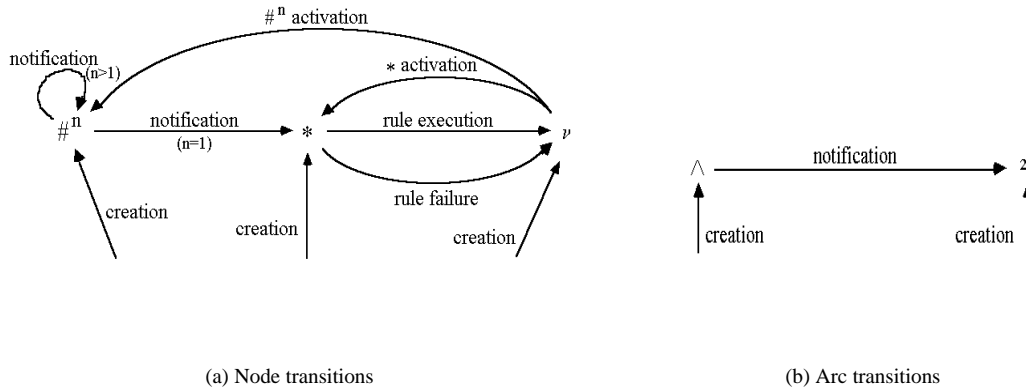 #ⁿ activation
notification
(n>1)
* activation
#ⁿ
notification
(n=1)
*
rule execution
ν
rule failure
creation
creation
creation
^
notification
creation
creation
(a) Node transitions
(b) Arc transitions